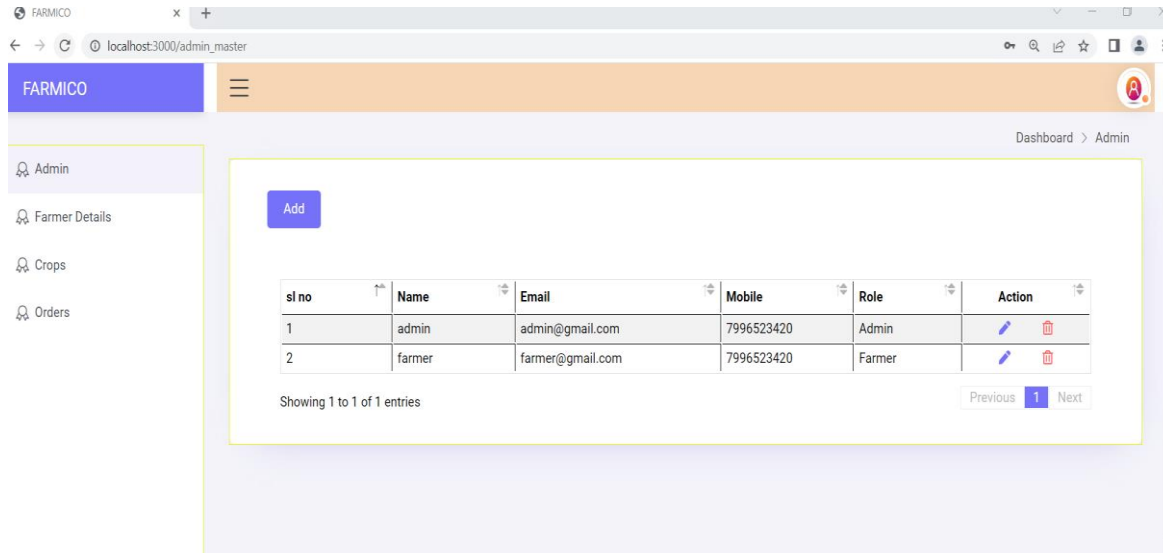 FARMICO
localhost:3000/admin_master
FARMICO
Dashboard > Admin
Admin
Farmer Details
Crops
Orders
Add
sl no Name Email Mobile Role Action
1 admin admin@gmail.com 7996523420 Admin
2 farmer farmer@gmail.com 7996523420 Farmer
Showing 1 to 1 of 1 entries
Previous 1 Next